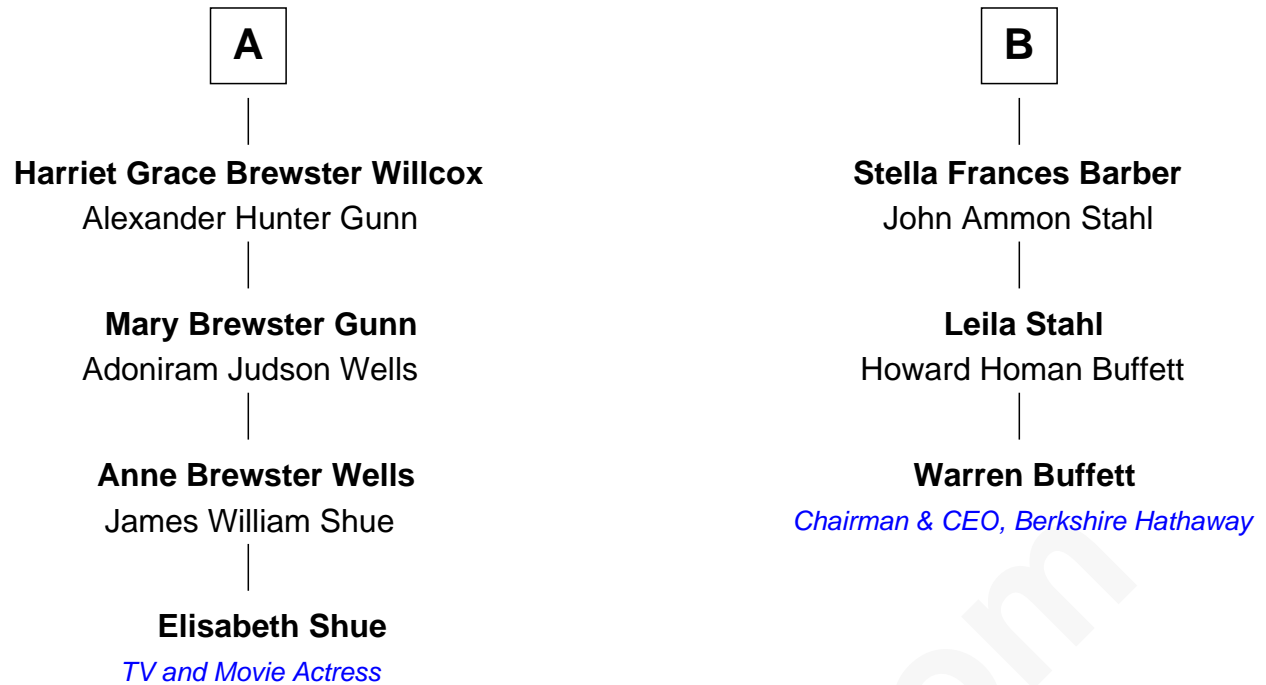 A
Harriet Grace Brewster Willcox
Alexander Hunter Gunn
Mary Brewster Gunn
Adoniram Judson Wells
Anne Brewster Wells
James William Shue
Elisabeth Shue
TV and Movie Actress
B
Stella Frances Barber
John Ammon Stahl
Leila Stahl
Howard Homan Buffett
Warren Buffett
Chairman & CEO, Berkshire Hathaway
om